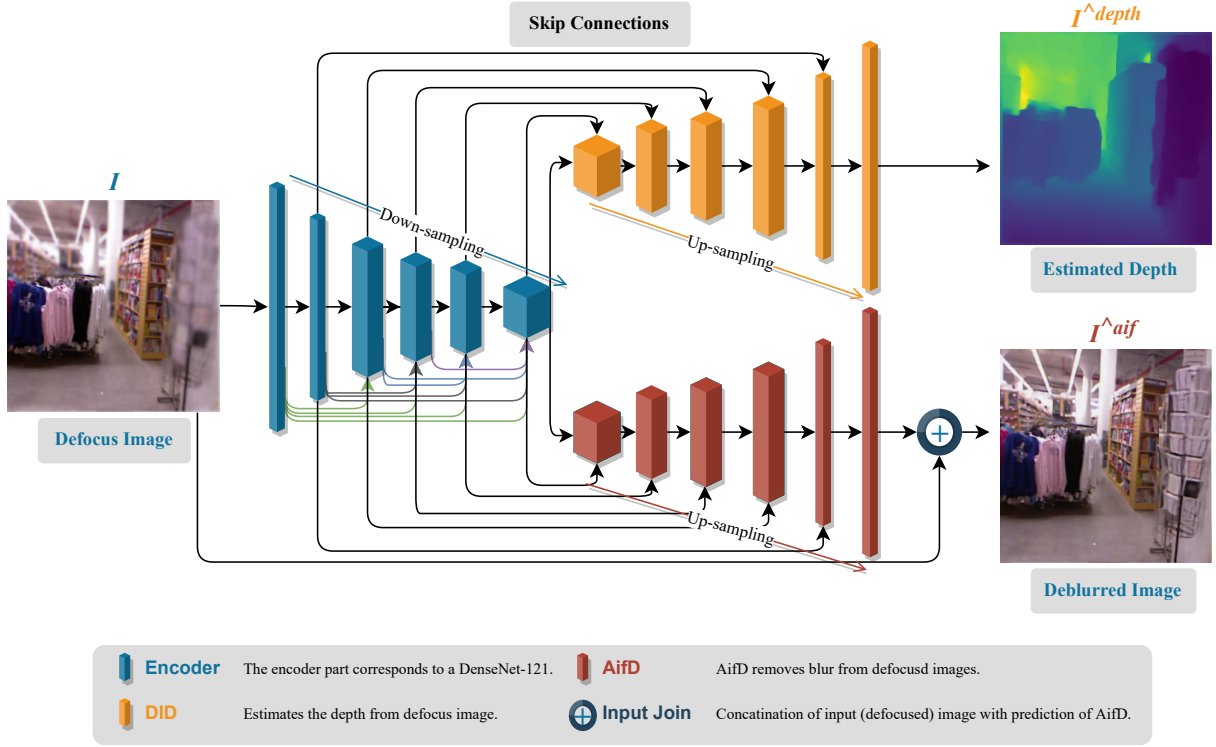 Skip Connections
I^depth
I
Down-sampling
Up-sampling
Estimated Depth
I^aif
Defocus Image
Up-sampling
Deblurred Image
Encoder The encoder part corresponds to a DenseNet-121.
AifD AifD removes blur from defocusd images.
DID Estimates the depth from defocus image.
Input Join Concatination of input (defocused) image with prediction of AifD.